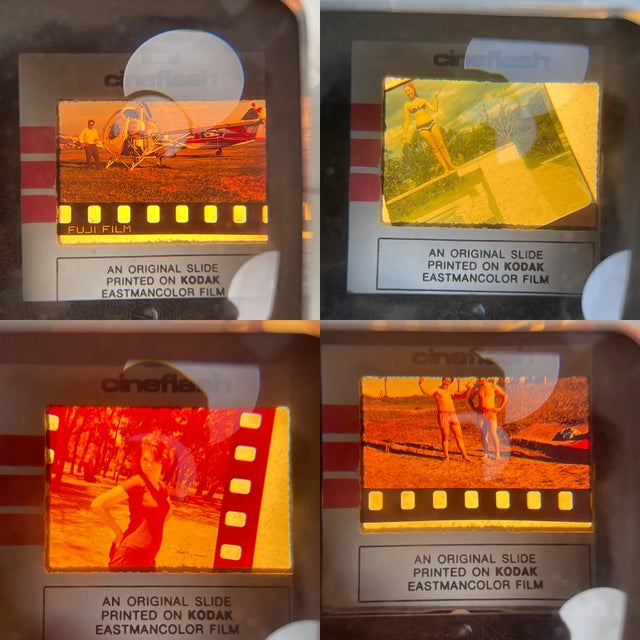 cineflash
FUJI FILM
AN ORIGINAL SLIDE
PRINTED ON KODAK
EASTMANCOLOR FILM
cineflash
AN ORIGINAL SLIDE
PRINTED ON KODAK
EASTMANCOLOR FILM
cineflash
AN ORIGINAL SLIDE
PRINTED ON KODAK
EASTMANCOLOR FILM
cineflash
AN ORIGINAL SLIDE
PRINTED ON KODAK
EASTMANCOLOR FILM